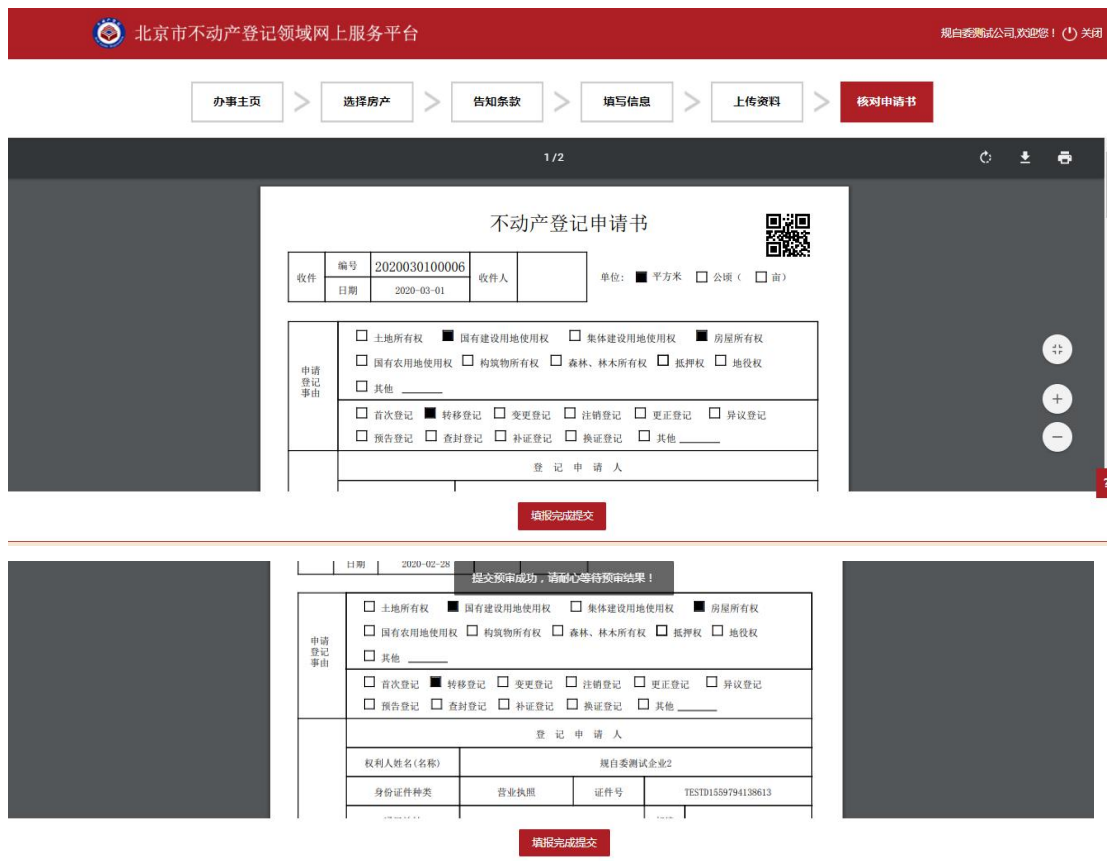 北京市不动产登记领域网上服务平台
规自委测试公司,欢迎您！ 关闭
办事主页 > 选择房产 > 告知条款 > 填写信息 > 上传资料 > 核对申请书
1/2
不动产登记申请书
收件 编号 2020030100006 收件人
日期 2020-03-01
单位: ■ 平方米 □ 公顷 ( □ 亩)
申请登记事由
□ 土地所有权 ■ 国有建设用地使用权 □ 集体建设用地使用权 ■ 房屋所有权
□ 国有农用地使用权 □ 构筑物所有权 □ 森林、林木所有权 □ 抵押权 □ 地役权
□ 其他 ______
□ 首次登记 ■ 转移登记 □ 变更登记 □ 注销登记 □ 更正登记 □ 异议登记
□ 预告登记 □ 查封登记 □ 补证登记 □ 换证登记 □ 其他 ______
登 记 申 请 人
填报完成提交
日期 2020-02-28
提交预审成功，请耐心等待预审结果！
申请登记事由
□ 土地所有权 ■ 国有建设用地使用权 □ 集体建设用地使用权 ■ 房屋所有权
□ 国有农用地使用权 □ 构筑物所有权 □ 森林、林木所有权 □ 抵押权 □ 地役权
□ 其他 ______
□ 首次登记 ■ 转移登记 □ 变更登记 □ 注销登记 □ 更正登记 □ 异议登记
□ 预告登记 □ 查封登记 □ 补证登记 □ 换证登记 □ 其他 ______
登 记 申 请 人
权利人姓名(名称) 规自委测试企业2
身份证件种类 营业执照 证件号 TESTD1559794138613
填报完成提交